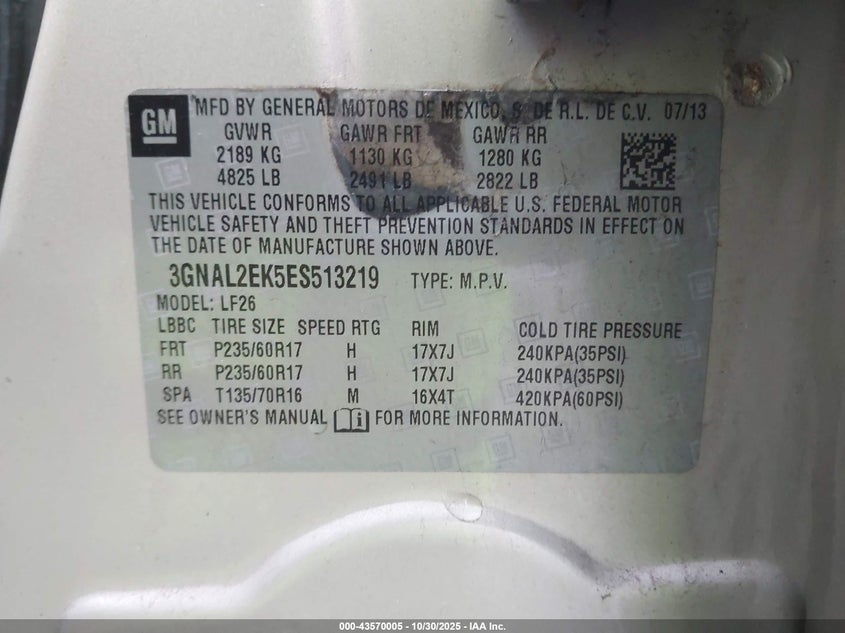 GM
MFD BY GENERAL MOTORS DE MEXICO, S. DE R.L. DE C.V. 07/13
GVWR GAWR FRT GAWR RR
2189 KG 1130 KG 1280 KG
4825 LB 2491 LB 2822 LB
THIS VEHICLE CONFORMS TO ALL APPLICABLE U.S. FEDERAL MOTOR
VEHICLE SAFETY AND THEFT PREVENTION STANDARDS IN EFFECT ON
THE DATE OF MANUFACTURE SHOWN ABOVE.
3GNAL2EK5ES513219 TYPE: M.P.V.
MODEL: LF26
LBBC TIRE SIZE SPEED RTG RIM COLD TIRE PRESSURE
FRT P235/60R17 H 17X7J 240KPA(35PSI)
RR P235/60R17 H 17X7J 240KPA(35PSI)
SPA T135/70R16 M 16X4T 420KPA(60PSI)
SEE OWNER'S MANUAL i FOR MORE INFORMATION.
000-43570005 - 10/30/2025 - IAA Inc.